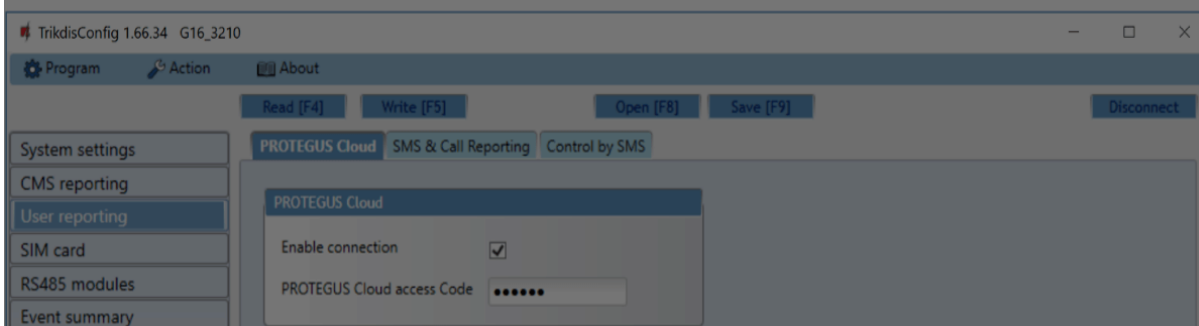 TrikdisConfig 1.66.34 G16_3210
Program Action About
Read [F4] Write [F5] Open [F8] Save [F9] Disconnect
System settings
CMS reporting
User reporting
SIM card
RS485 modules
Event summary
PROTEGUS Cloud SMS & Call Reporting Control by SMS
PROTEGUS Cloud
Enable connection
PROTEGUS Cloud access Code ••••••